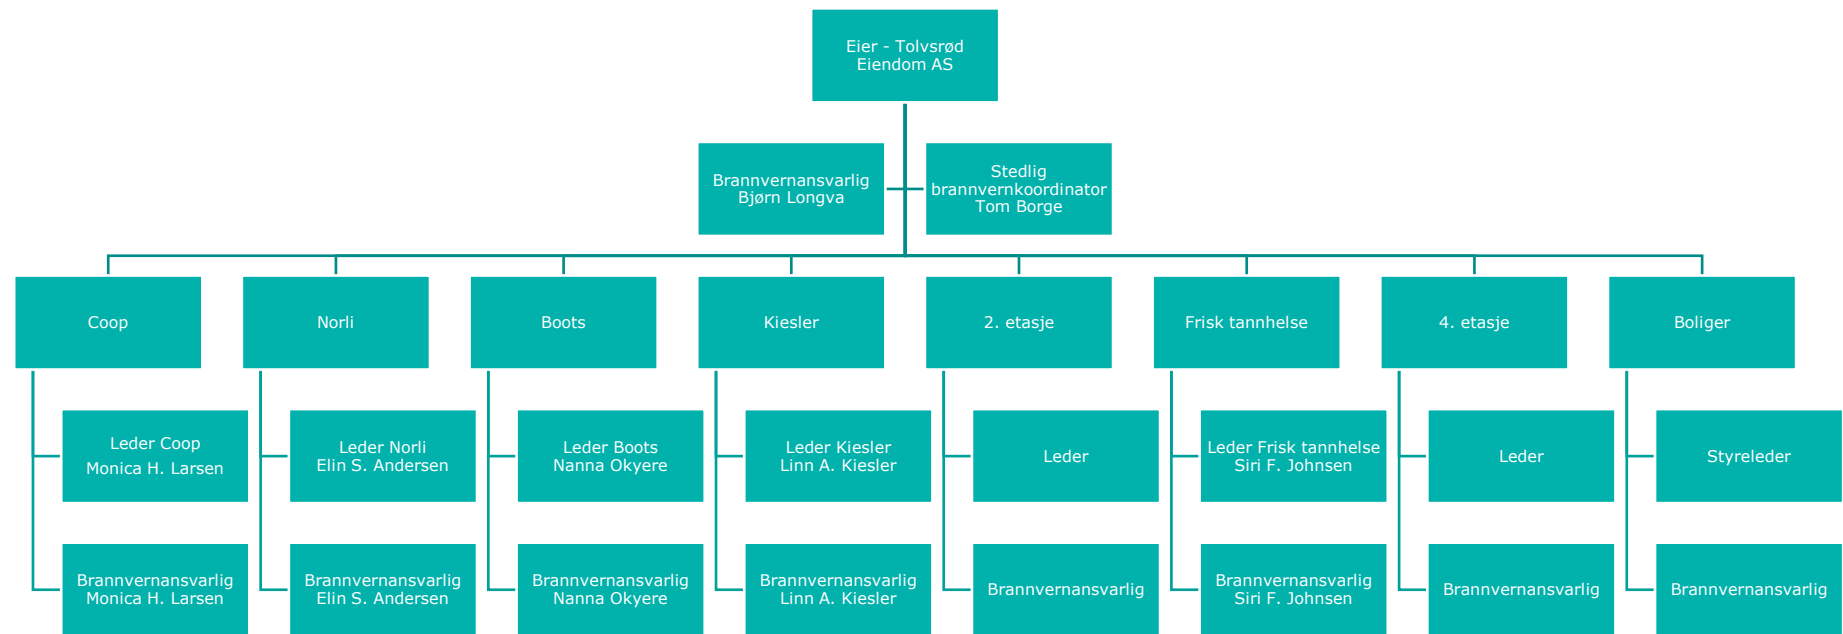 Eier - Tolvsrød
Eiendom AS
Brannvernansvarlig
Bjørn Longva
Stedlig
brannvernkoordinator
Tom Borge
Coop
Norli
Boots
Kiesler
2. etasje
Frisk tannhelse
4. etasje
Boliger
Leder Coop
Monica H. Larsen
Leder Norli
Elin S. Andersen
Leder Boots
Nanna Okyere
Leder Kiesler
Linn A. Kiesler
Leder
Leder Frisk tannhelse
Siri F. Johnsen
Leder
Styreleder
Brannvernansvarlig
Monica H. Larsen
Brannvernansvarlig
Elin S. Andersen
Brannvernansvarlig
Nanna Okyere
Brannvernansvarlig
Linn A. Kiesler
Brannvernansvarlig
Brannvernansvarlig
Siri F. Johnsen
Brannvernansvarlig
Brannvernansvarlig